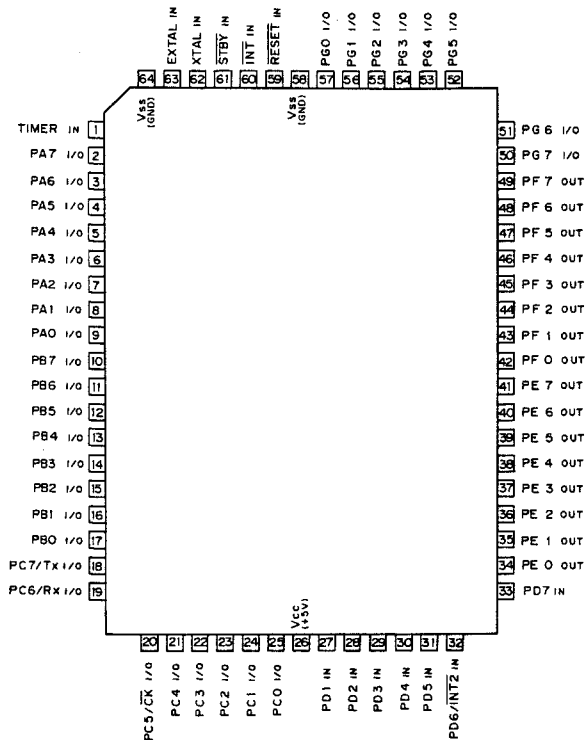 EXTAL IN
XTAL IN
STBY IN
INT IN
RESET IN
PG0 I/O
PG1 I/O
PG2 I/O
PG3 I/O
PG4 I/O
PG5 I/O
64
63
62
61
60
59
58
57
56
55
54
53
52
Vss
(GND)
Vss
(GND)
TIMER IN 1
PA7 I/O 2
PA6 I/O 3
PA5 I/O 4
PA4 I/O 5
PA3 I/O 6
PA2 I/O 7
PA1 I/O 8
PA0 I/O 9
PB7 I/O 10
PB6 I/O 11
PB5 I/O 12
PB4 I/O 13
PB3 I/O 14
PB2 I/O 15
PB1 I/O 16
PB0 I/O 17
PC7/Tx I/O 18
PC6/Rx I/O 19
51 PG 6 I/O
50 PG 7 I/O
49 PF 7 OUT
48 PF 6 OUT
47 PF 5 OUT
46 PF 4 OUT
45 PF 3 OUT
44 PF 2 OUT
43 PF 1 OUT
42 PF 0 OUT
41 PE 7 OUT
40 PE 6 OUT
39 PE 5 OUT
38 PE 4 OUT
37 PE 3 OUT
36 PE 2 OUT
35 PE 1 OUT
34 PE 0 OUT
33 PD7 IN
Vcc
(+5V)
20
21
22
23
24
25
26
27
28
29
30
31
32
PC5/CK I/O
PC4 I/O
PC3 I/O
PC2 I/O
PC1 I/O
PC0 I/O
PD1 IN
PD2 IN
PD3 IN
PD4 IN
PD5 IN
PD6/INT2 IN